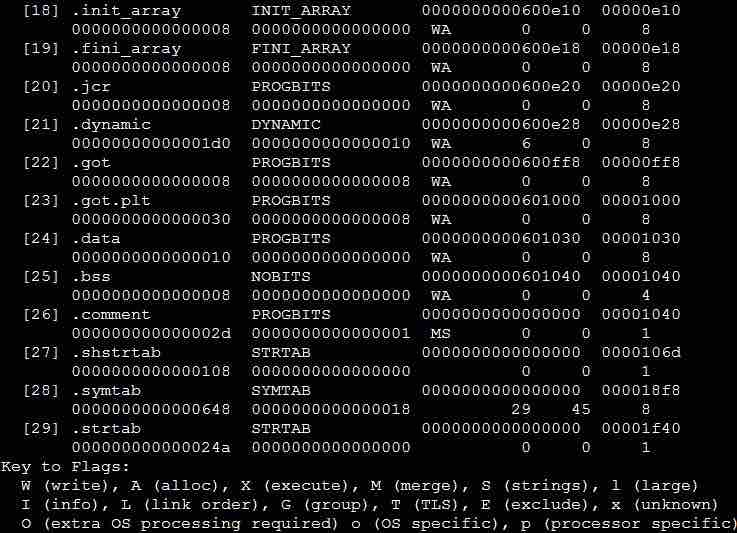 [18] .init_array INIT_ARRAY 0000000000600e10 00000e10
0000000000000008 0000000000000000 WA 0 0 8
[19] .fini_array FINI_ARRAY 0000000000600e18 00000e18
0000000000000008 0000000000000000 WA 0 0 8
[20] .jcr PROGBITS 0000000000600e20 00000e20
0000000000000008 0000000000000000 WA 0 0 8
[21] .dynamic DYNAMIC 0000000000600e28 00000e28
00000000000001d0 0000000000000010 WA 6 0 8
[22] .got PROGBITS 0000000000600ff8 00000ff8
0000000000000008 0000000000000008 WA 0 0 8
[23] .got.plt PROGBITS 0000000000601000 00001000
0000000000000030 0000000000000008 WA 0 0 8
[24] .data PROGBITS 0000000000601030 00001030
0000000000000010 0000000000000000 WA 0 0 8
[25] .bss NOBITS 0000000000601040 00001040
0000000000000008 0000000000000000 WA 0 0 4
[26] .comment PROGBITS 0000000000000000 00001040
000000000000002d 0000000000000001 MS 0 0 1
[27] .shstrtab STRTAB 0000000000000000 0000106d
0000000000000108 0000000000000000 0 0 1
[28] .symtab SYMTAB 0000000000000000 000018f8
0000000000000648 0000000000000018 29 45 8
[29] .strtab STRTAB 0000000000000000 00001f40
000000000000024a 0000000000000000 0 0 1
Key to Flags:
W (write), A (alloc), X (execute), M (merge), S (strings), l (large)
I (info), L (link order), G (group), T (TLS), E (exclude), x (unknown)
O (extra OS processing required) o (OS specific), p (processor specific)